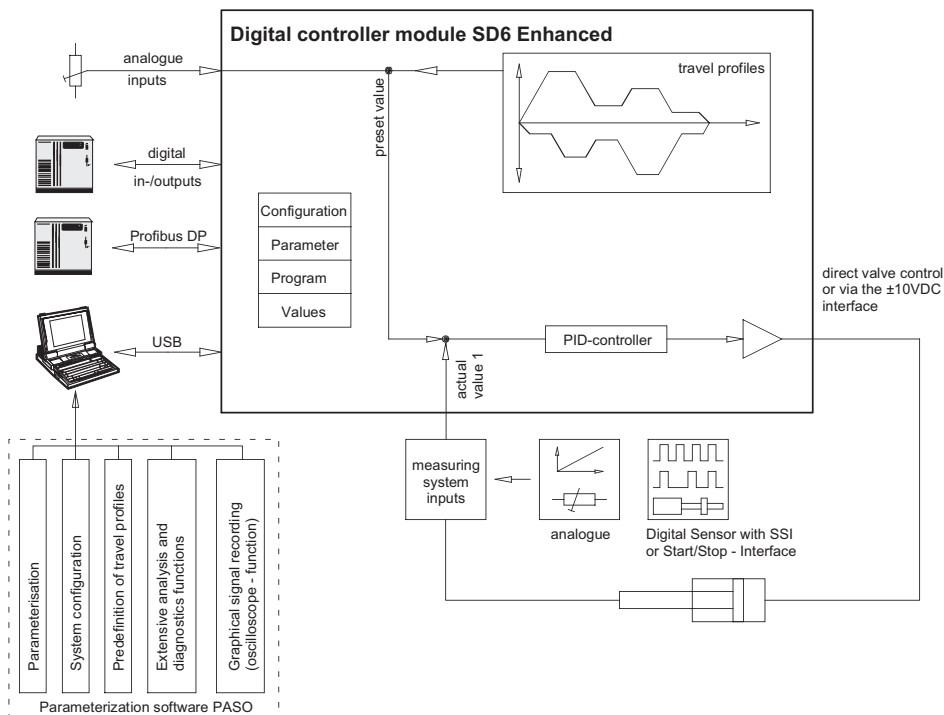 Digital controller module SD6 Enhanced
analogue
inputs
travel profiles
preset value
digital
in-/outputs
Configuration
Parameter
Program
Values
Profibus DP
direct valve control
or via the ±10VDC
interface
USB
PID-controller
actual
value 1
measuring
system
inputs
analogue
Digital Sensor with SSI
or Start/Stop - Interface
Parameterisation
System configuration
Predefinition of travel profiles
Extensive analysis and
diagnostics functions
Graphical signal recording
(oscilloscope - function)
Parameterization software PASO